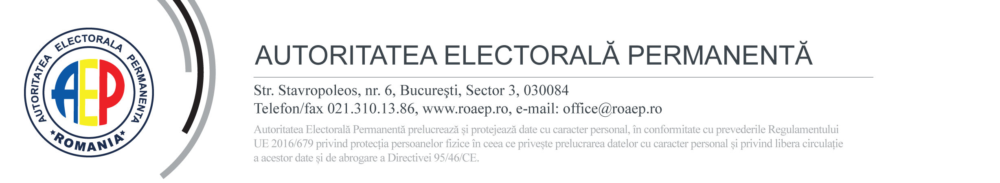 AUTORITATEA ELECTORALA PERMANENTA
AEP
ROMANIA
AUTORITATEA ELECTORALĂ PERMANENTĂ
Str. Stavropoleos, nr. 6, Bucureşti, Sector 3, 030084
Telefon/fax 021.310.13.86, www.roaep.ro, e-mail: office@roaep.ro
Autoritatea Electorală Permanentă prelucrează și protejează date cu caracter personal, în conformitate cu prevederile Regulamentului
UE 2016/679 privind protecția persoanelor fizice în ceea ce privește prelucrarea datelor cu caracter personal și privind libera circulație
a acestor date și de abrogare a Directivei 95/46/CE.